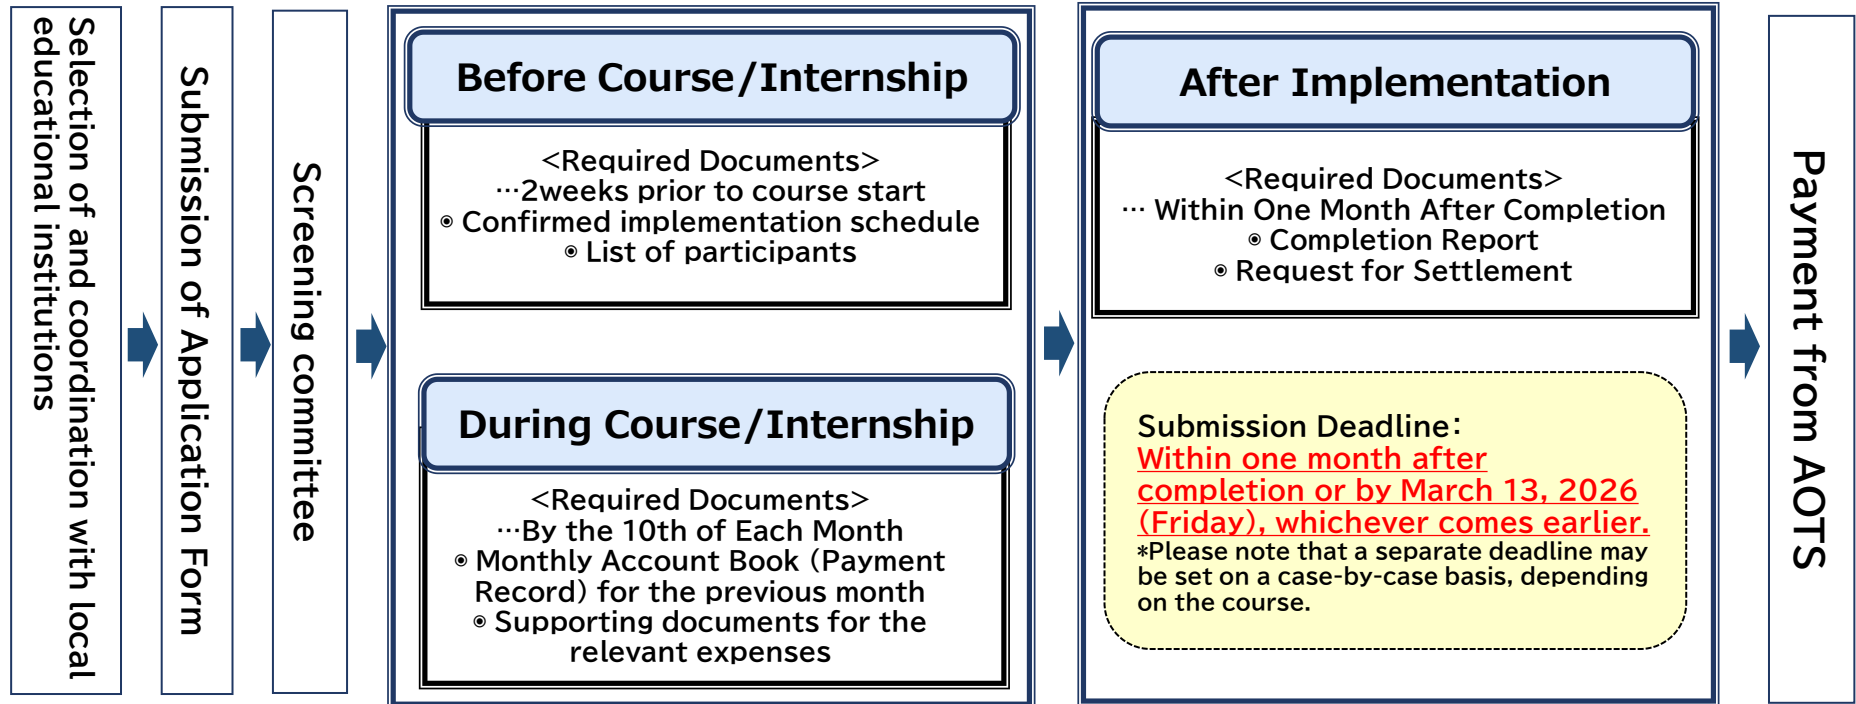 Selection of and coordination with local
educational institutions
Submission of Application Form
Screening committee
Before Course/Internship
<Required Documents>
…2weeks prior to course start
◉ Confirmed implementation schedule
◉ List of participants
During Course/Internship
<Required Documents>
…By the 10th of Each Month
◉ Monthly Account Book (Payment
Record) for the previous month
◉ Supporting documents for the
relevant expenses
After Implementation
<Required Documents>
… Within One Month After Completion
◉ Completion Report
◉ Request for Settlement
Submission Deadline：
Within one month after
completion or by March 13, 2026
(Friday), whichever comes earlier.
*Please note that a separate deadline may
be set on a case-by-case basis, depending
on the course.
Payment from AOTS